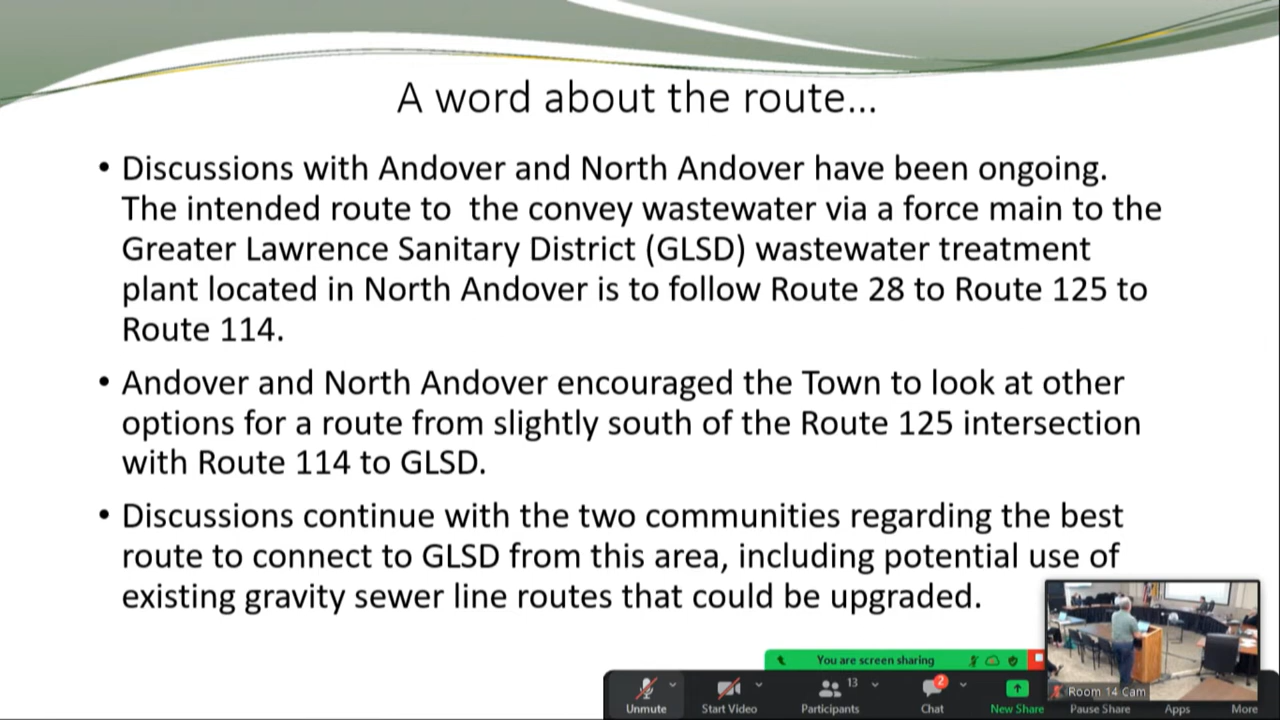 A word about the route...
• Discussions with Andover and North Andover have been ongoing.
The intended route to  the convey wastewater via a force main to the
Greater Lawrence Sanitary District (GLSD) wastewater treatment
plant located in North Andover is to follow Route 28 to Route 125 to
Route 114.
• Andover and North Andover encouraged the Town to look at other
options for a route from slightly south of the Route 125 intersection
with Route 114 to GLSD.
• Discussions continue with the two communities regarding the best
route to connect to GLSD from this area, including potential use of
existing gravity sewer line routes that could be upgraded.
You are screen sharing
Room 14 Cam
13
2
Unmute
Start Video
Participants
Chat
New Share
Pause Share
Apps
More